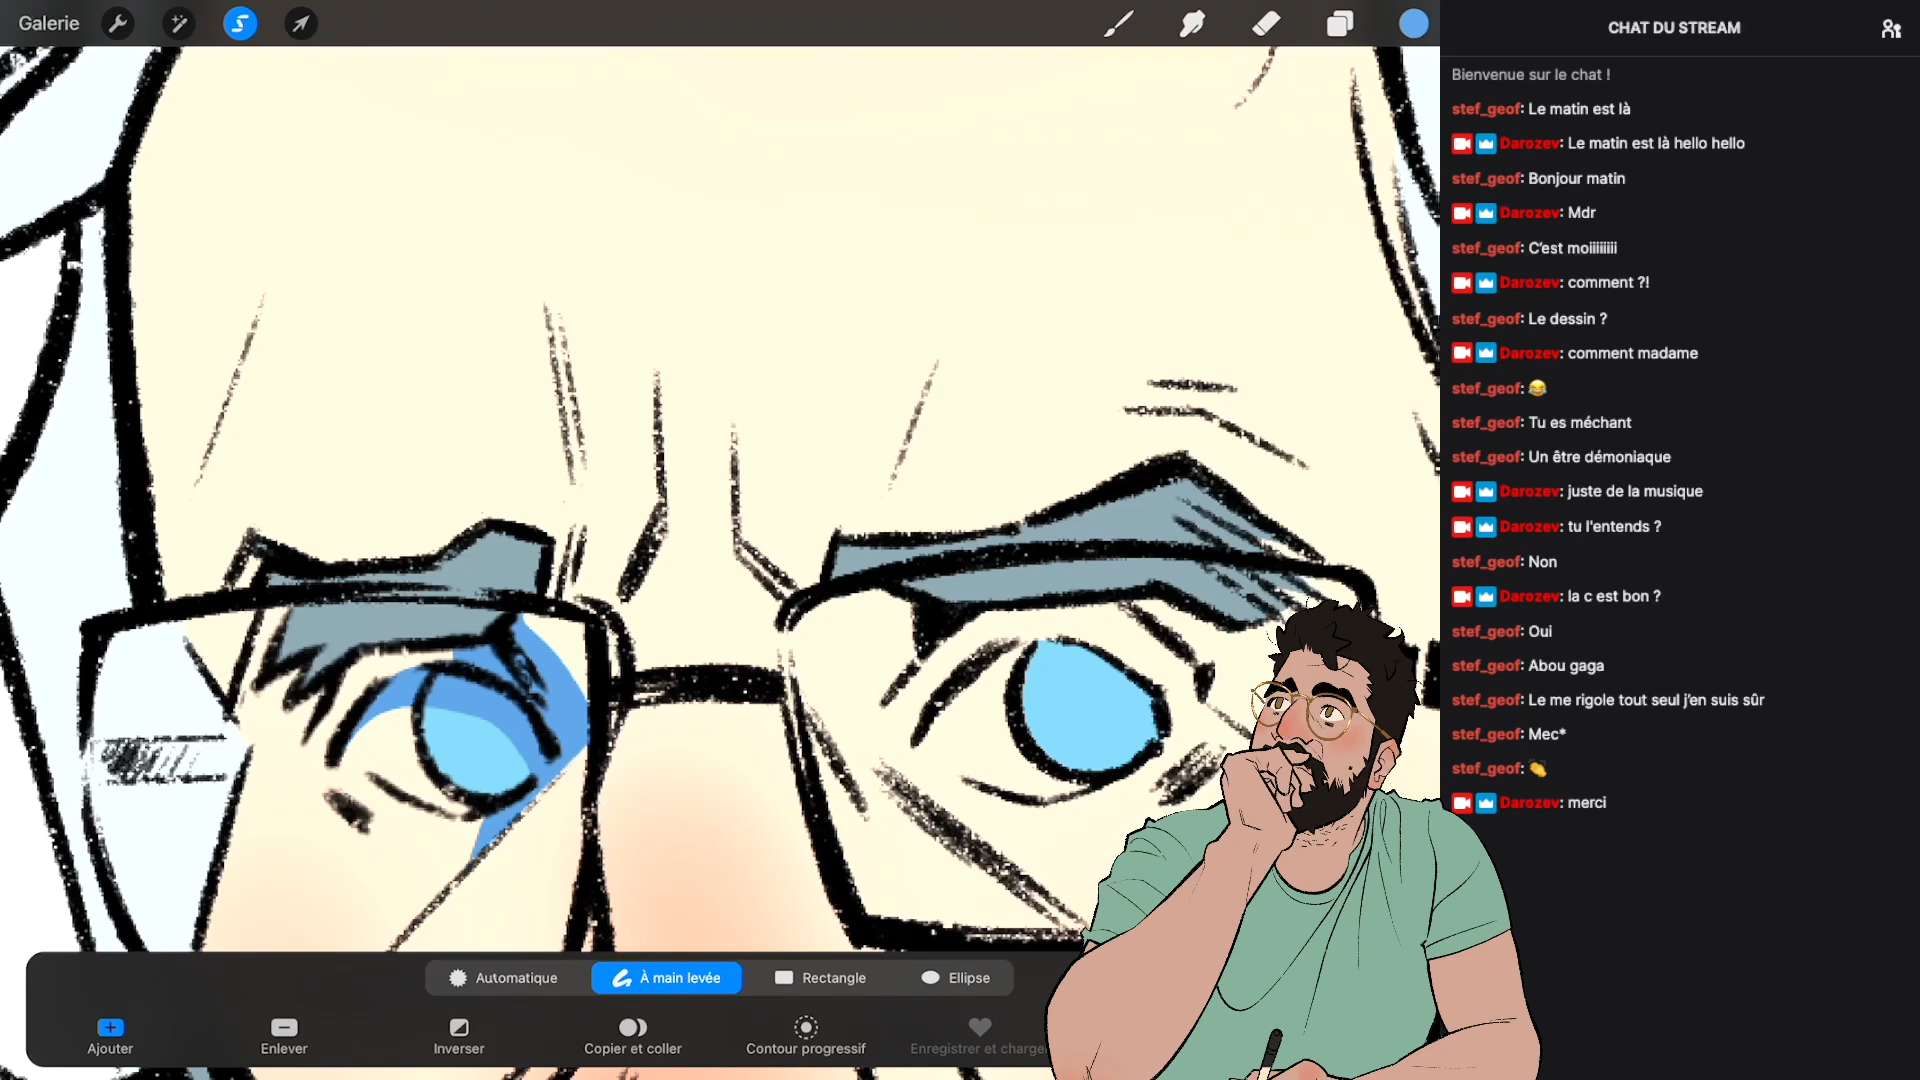 Galerie
CHAT DU STREAM
Bienvenue sur le chat !
stef_geof: Le matin est là
Darozev: Le matin est là hello hello
stef_geof: Bonjour matin
Darozev: Mdr
stef_geof: C'est moiiiiiiiii
Darozev: comment ?!
stef_geof: Le dessin ?
Darozev: comment madame
stef_geof: 😂
stef_geof: Tu es méchant
stef_geof: Un être démoniaque
Darozev: juste de la musique
Darozev: tu l'entends ?
stef_geof: Non
Darozev: la c est bon ?
stef_geof: Oui
stef_geof: Abou gaga
stef_geof: Le me rigole tout seul j'en suis sûr
stef_geof: Mec*
stef_geof: 👏
Darozev: merci
Automatique
À main levée
Rectangle
Ellipse
Ajouter
Enlever
Inverser
Copier et coller
Contour progressif
Enregistrer et charge